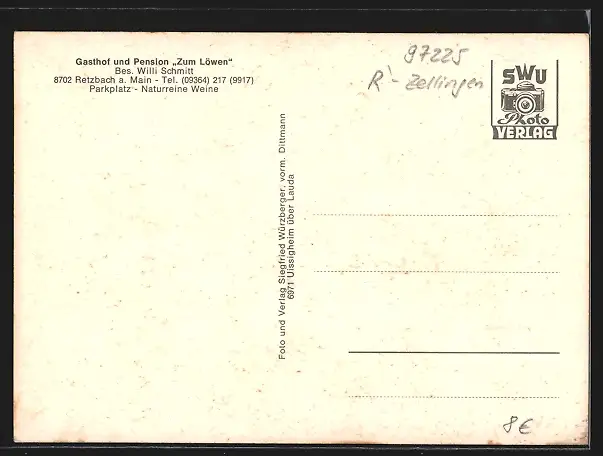 Gasthof und Pension „Zum Löwen“
Bes. Willi Schmitt
8702 Retzbach a. Main - Tel. (09364) 217 (9917)
Parkplatz - Naturreine Weine
97225
R'- Zellingen
SWU
Photo
VERLAG
Foto und Verlag Siegfried Würzberger, vorm. Dittmann
6971 Uissigheim über Lauda
8€